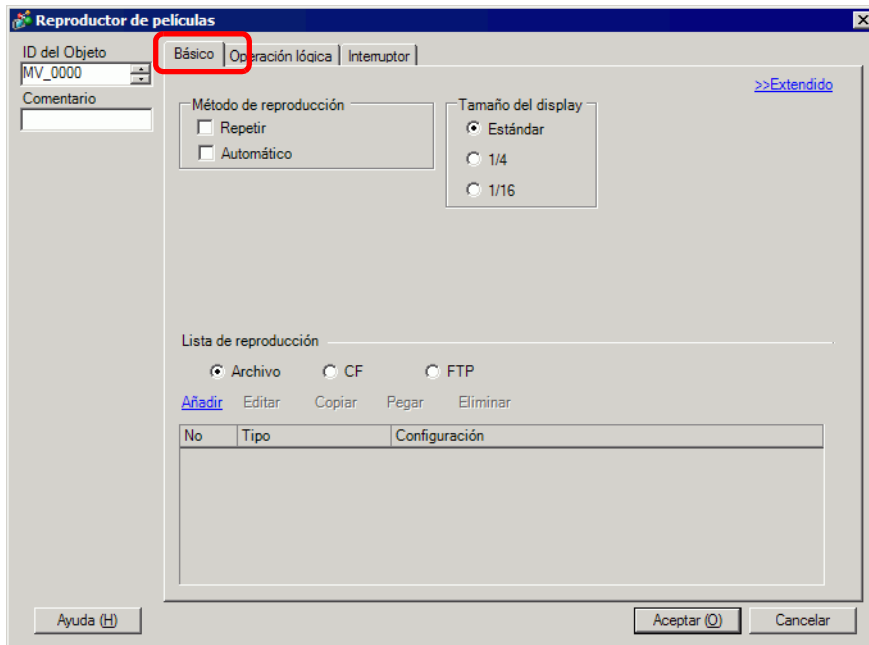 Reproductor de películas
ID del Objeto
MV_0000
Comentario
Básico
Operación lógica
Interruptor
>>Extendido
Método de reproducción
Repetir
Automático
Tamaño del display
Estándar
1/4
1/16
Lista de reproducción
Archivo
CF
FTP
Añadir
Editar
Copiar
Pegar
Eliminar
No
Tipo
Configuración
Ayuda (H)
Aceptar (O)
Cancelar